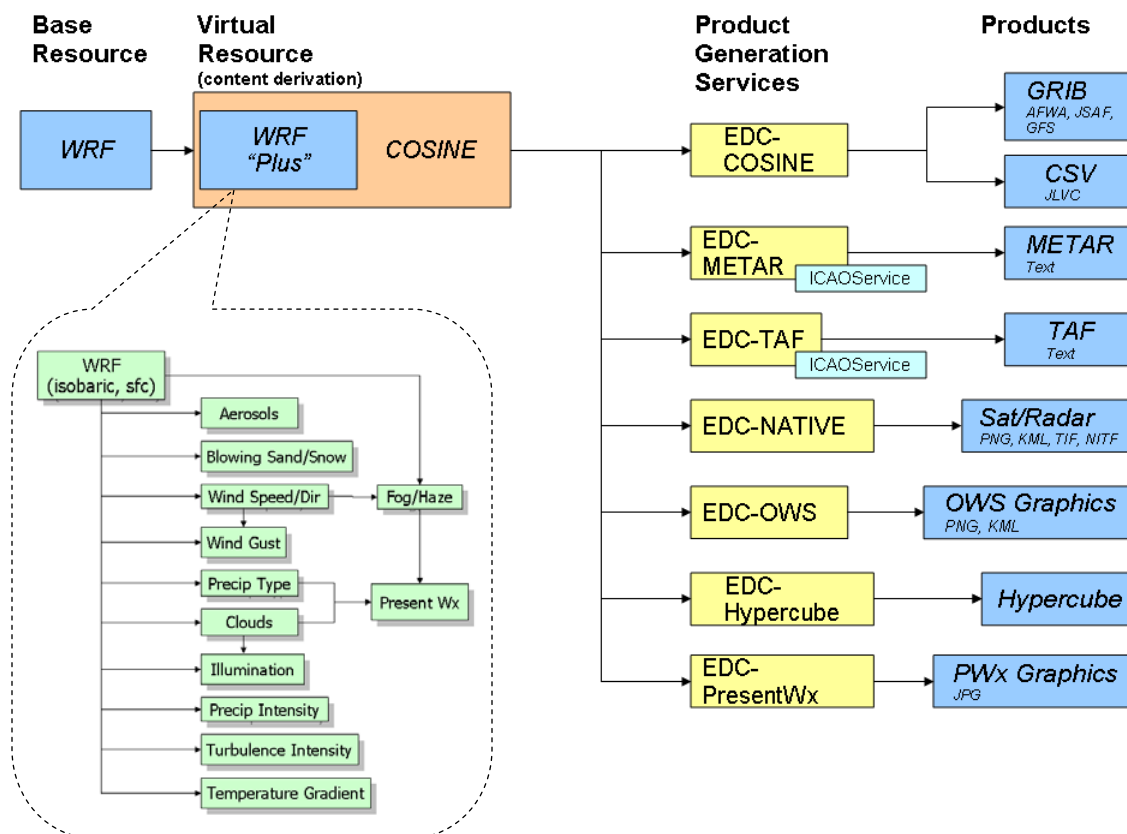 Base
Resource
Virtual
Resource
(content derivation)
Product
Generation
Services
Products
WRF
WRF
“Plus”
COSINE
EDC-
COSINE
GRIB
AFWA, JSAF,
GFS
CSV
JLVC
EDC-
METAR
ICAOService
METAR
Text
EDC-TAF
ICAOService
TAF
Text
EDC-NATIVE
Sat/Radar
PNG, KML, TIF, NITF
EDC-OWS
OWS Graphics
PNG, KML
EDC-
Hypercube
Hypercube
EDC-
PresentWx
PWx Graphics
JPG
WRF
(isobaric, sfc)
Aerosols
Blowing Sand/Snow
Wind Speed/Dir
Fog/Haze
Wind Gust
Precip Type
Present Wx
Clouds
Illumination
Precip Intensity
Turbulence Intensity
Temperature Gradient